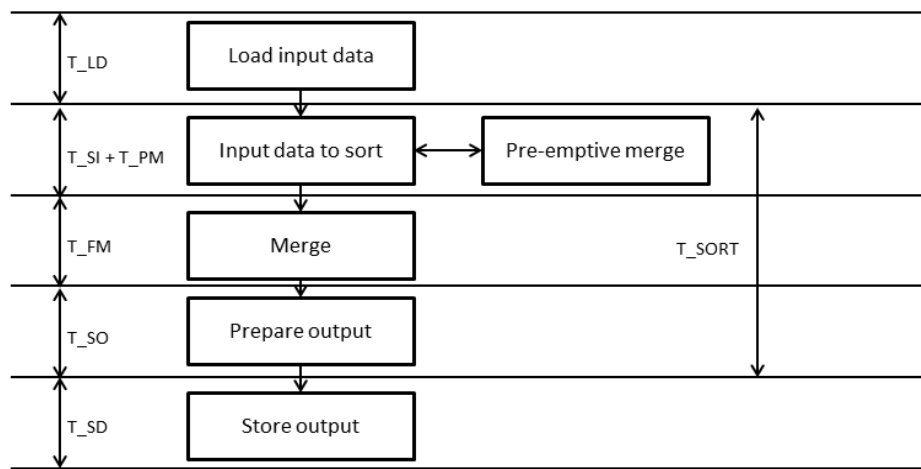 T_LD
Load input data
T_SI + T_PM
Input data to sort
Pre-emptive merge
T_FM
Merge
T_SORT
T_SO
Prepare output
T_SD
Store output